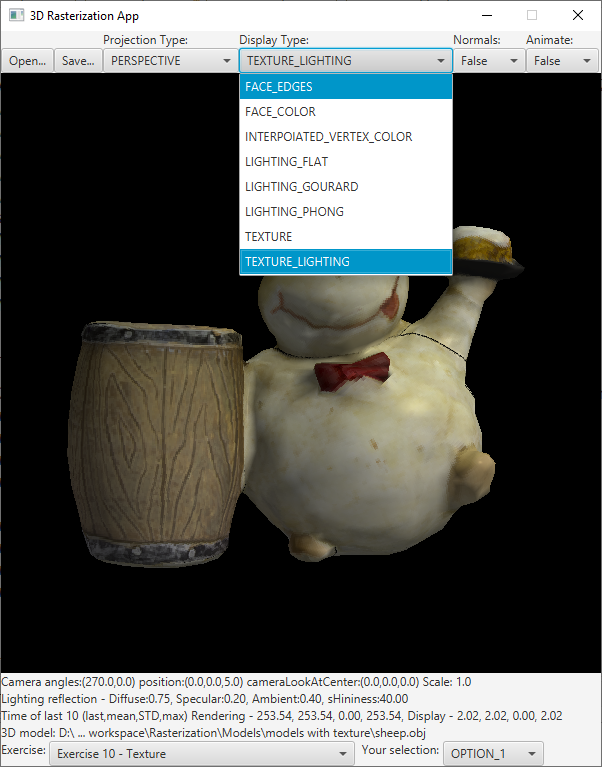 3D Rasterization App
Projection Type: Display Type: Normals: Animate:
Open... Save... PERSPECTIVE TEXTURE_LIGHTING False False
FACE_EDGES
FACE_COLOR
INTERPOIATED_VERTEX_COLOR
LIGHTING_FLAT
LIGHTING_GOURARD
LIGHTING_PHONG
TEXTURE
TEXTURE_LIGHTING
Camera angles:(270.0,0.0) position:(0.0,0.0,5.0) cameraLookAtCenter:(0.0,0.0,0.0) Scale: 1.0
Lighting reflection - Diffuse:0.75, Specular:0.20, Ambient:0.40, sHininess:40.00
Time of last 10 (last,mean,STD,max) Rendering - 253.54, 253.54, 0.00, 253.54, Display - 2.02, 2.02, 0.00, 2.02
3D model: D:\ ... workspace\Rasterization\Models\models with texture\sheep.obj
Exercise: Exercise 10 - Texture Your selection: OPTION_1